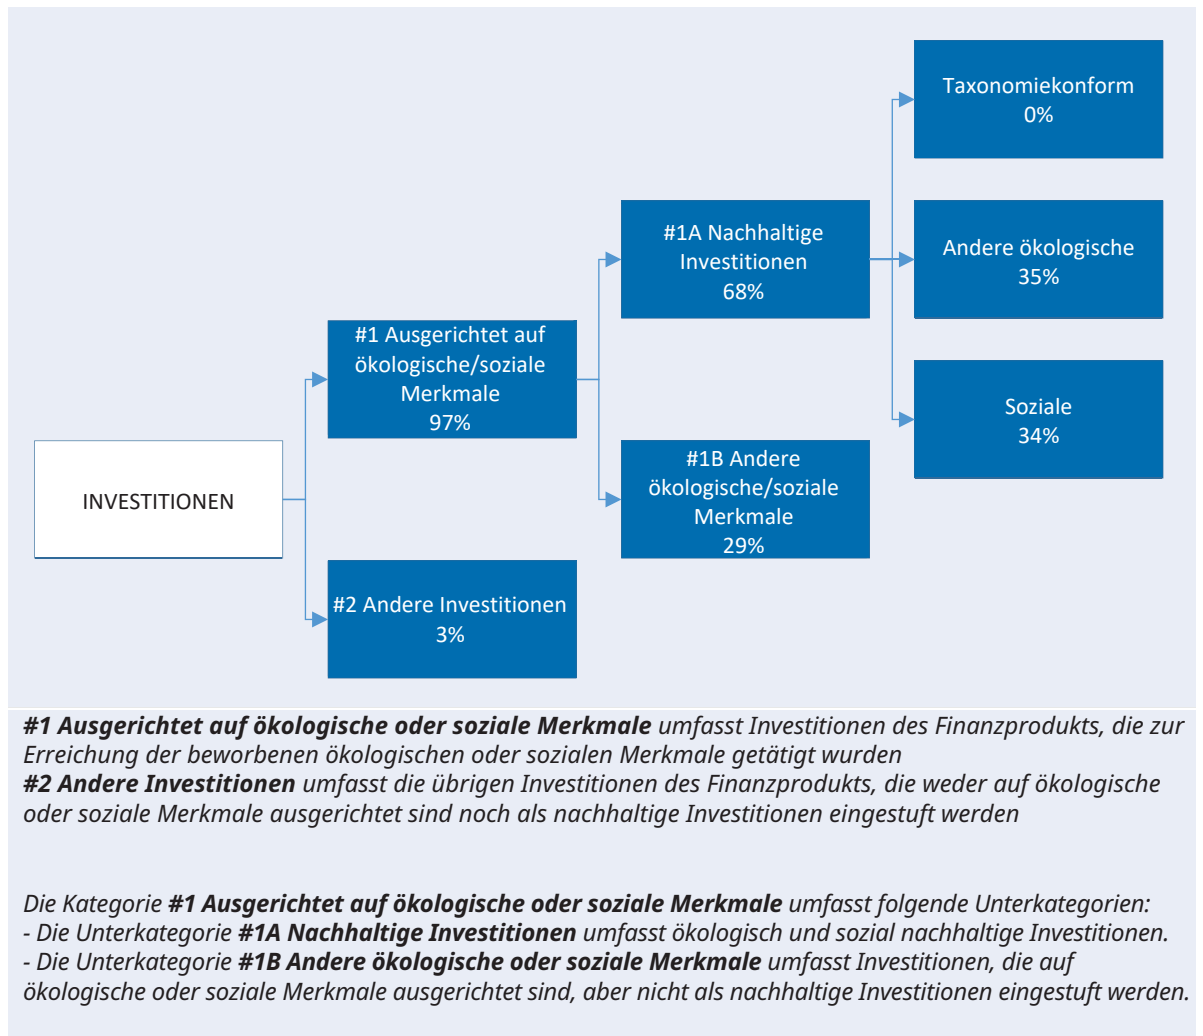 Taxonomiekonform
0%
#1A Nachhaltige
Investitionen
68%
Andere ökologische
35%
#1 Ausgerichtet auf
ökologische/soziale
Merkmale
97%
Soziale
34%
#1B Andere
ökologische/soziale
Merkmale
29%
INVESTITIONEN
#2 Andere Investitionen
3%
#1 Ausgerichtet auf ökologische oder soziale Merkmale umfasst Investitionen des Finanzprodukts, die zur
Erreichung der beworbenen ökologischen oder sozialen Merkmale getätigt wurden
#2 Andere Investitionen umfasst die übrigen Investitionen des Finanzprodukts, die weder auf ökologische
oder soziale Merkmale ausgerichtet sind noch als nachhaltige Investitionen eingestuft werden
Die Kategorie #1 Ausgerichtet auf ökologische oder soziale Merkmale umfasst folgende Unterkategorien:
- Die Unterkategorie #1A Nachhaltige Investitionen umfasst ökologisch und sozial nachhaltige Investitionen.
- Die Unterkategorie #1B Andere ökologische oder soziale Merkmale umfasst Investitionen, die auf
ökologische oder soziale Merkmale ausgerichtet sind, aber nicht als nachhaltige Investitionen eingestuft werden.